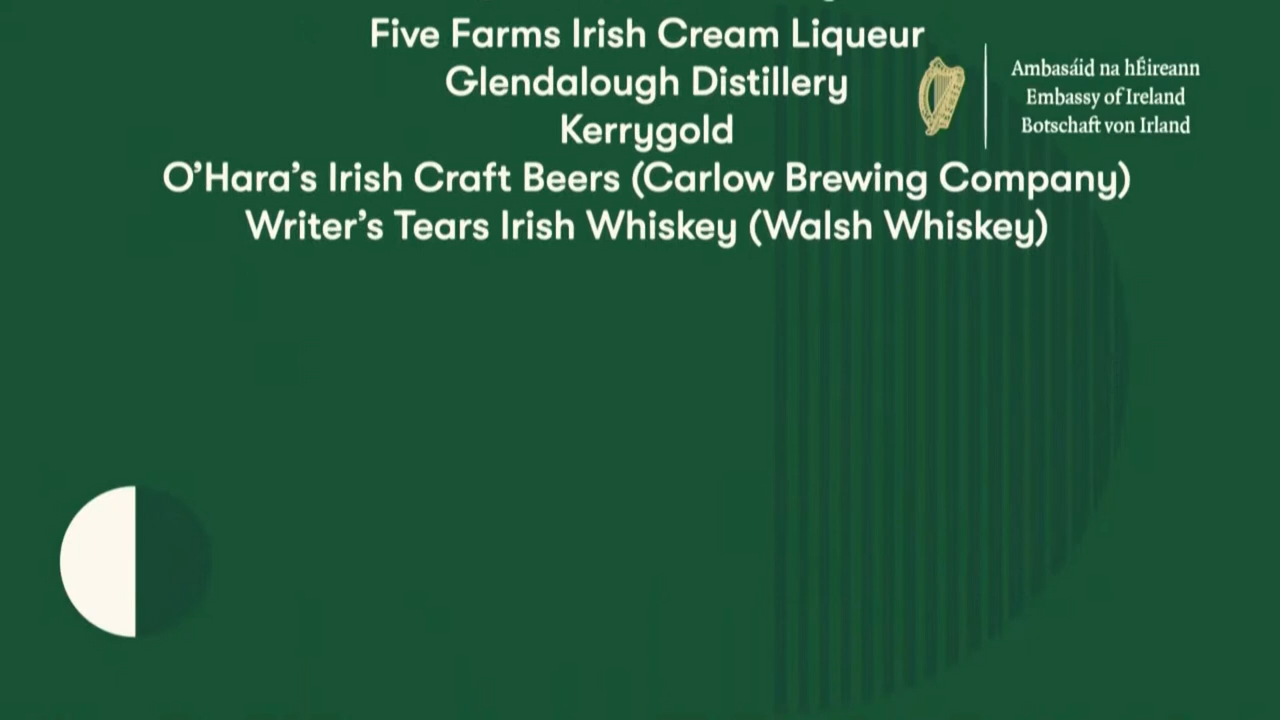 Five Farms Irish Cream Liqueur
Glendalough Distillery
Kerrygold
O’Hara’s Irish Craft Beers (Carlow Brewing Company)
Writer’s Tears Irish Whiskey (Walsh Whiskey)
Ambasáid na hÉireann
Embassy of Ireland
Botschaft von Irland